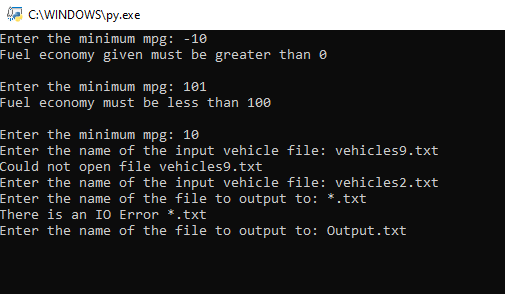 C:\WINDOWS\py.exe
Enter the minimum mpg: -10
Fuel economy given must be greater than 0
Enter the minimum mpg: 101
Fuel economy must be less than 100
Enter the minimum mpg: 10
Enter the name of the input vehicle file: vehicles9.txt
Could not open file vehicles9.txt
Enter the name of the input vehicle file: vehicles2.txt
Enter the name of the file to output to: *.txt
There is an IO Error *.txt
Enter the name of the file to output to: Output.txt